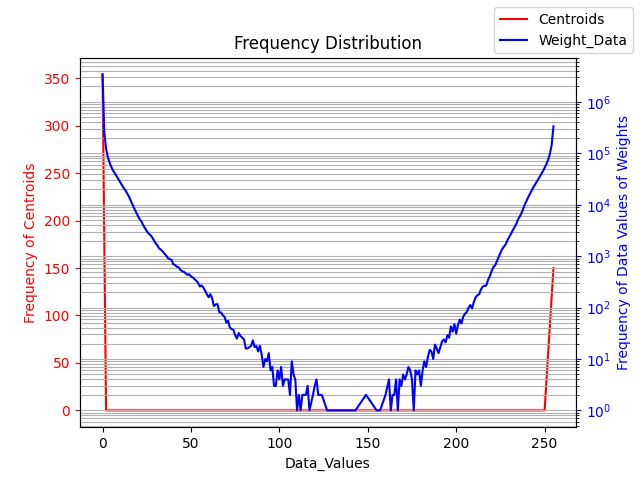 Centroids
Weight_Data
Frequency Distribution
Frequency of Centroids
350
300
250
200
150
100
50
0
10^6
10^5
10^4
10^3
10^2
10^1
10^0
Frequency of Data Values of Weights
0 50 100 150 200 250
Data_Values